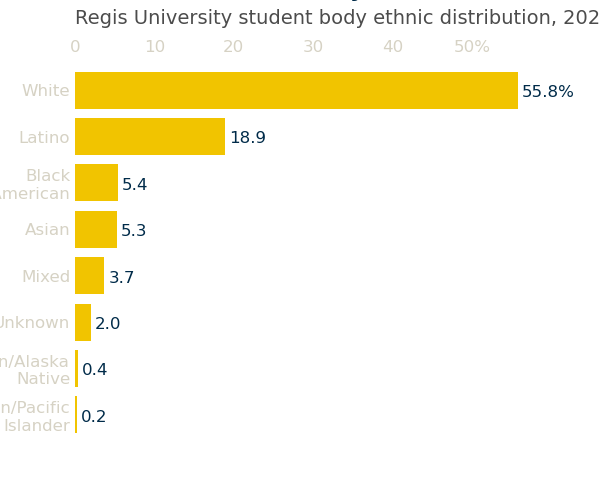 Regis University student body ethnic distribution, 202
0 10 20 30 40 50%
White 55.8%
Latino 18.9
Black
American 5.4
Asian 5.3
Mixed 3.7
Unknown 2.0
n/Alaska
Native 0.4
n/Pacific
Islander 0.2